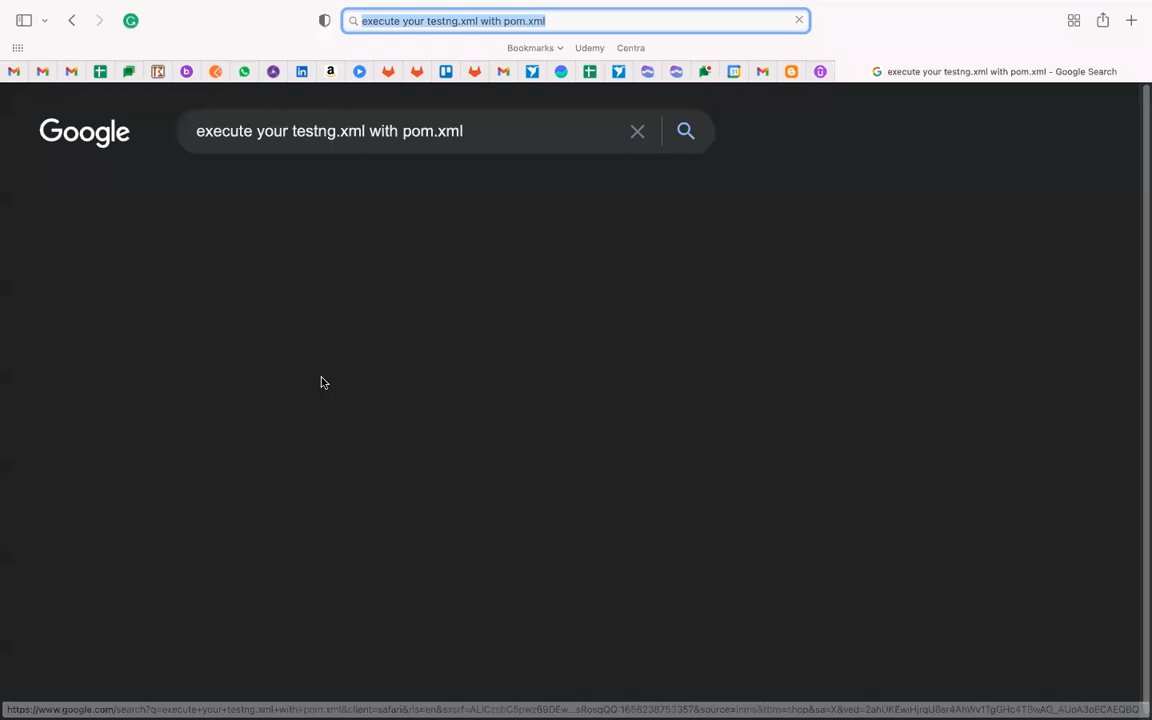 execute your testng.xml with pom.xml
Bookmarks
Udemy
Centra
execute your testng.xml with pom.xml - Google Search
Google
execute your testng.xml with pom.xml